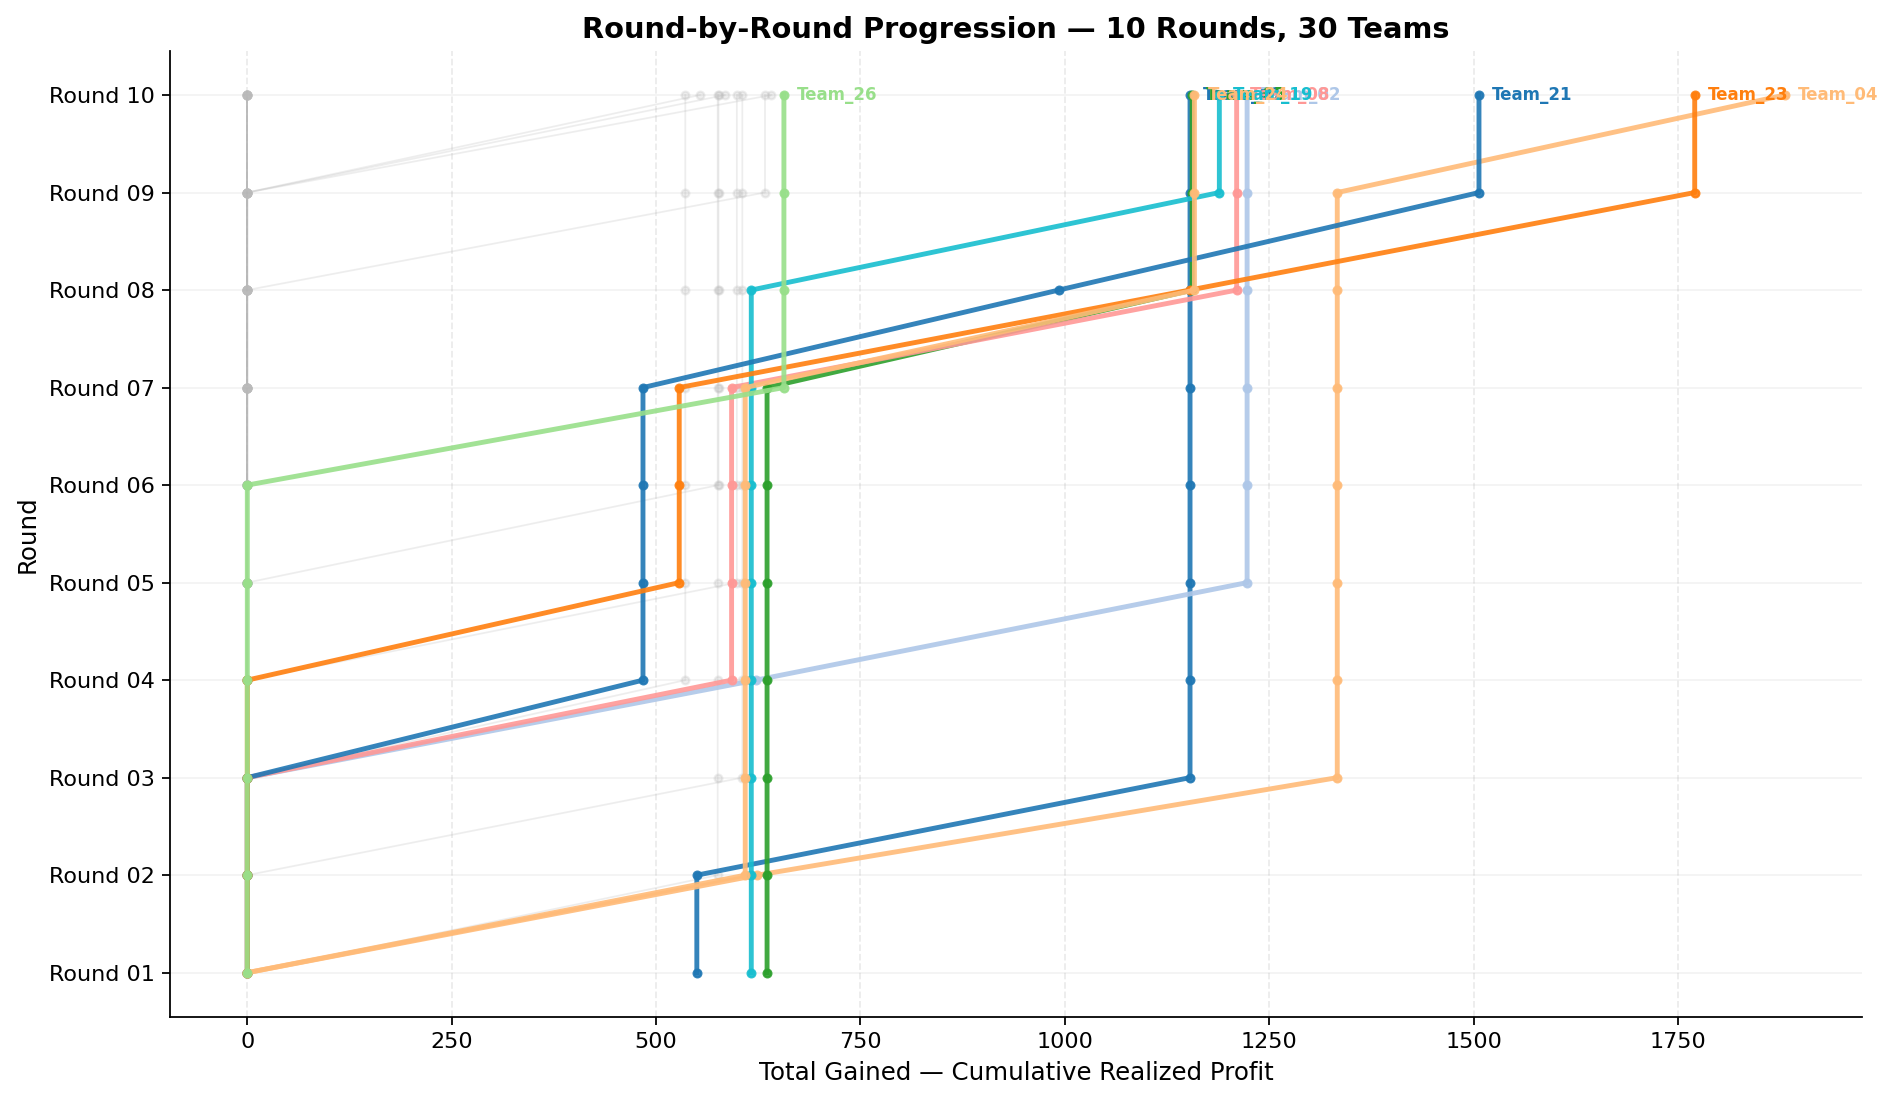 Round-by-Round Progression — 10 Rounds, 30 Teams
Round 10
Team_26
Team_19
Team_21
Team_23
Team_04
Round 09
Round 08
Round 07
Round 06
Round 05
Round 04
Round 03
Round 02
Round 01
Round
0
250
500
750
1000
1250
1500
1750
Total Gained — Cumulative Realized Profit